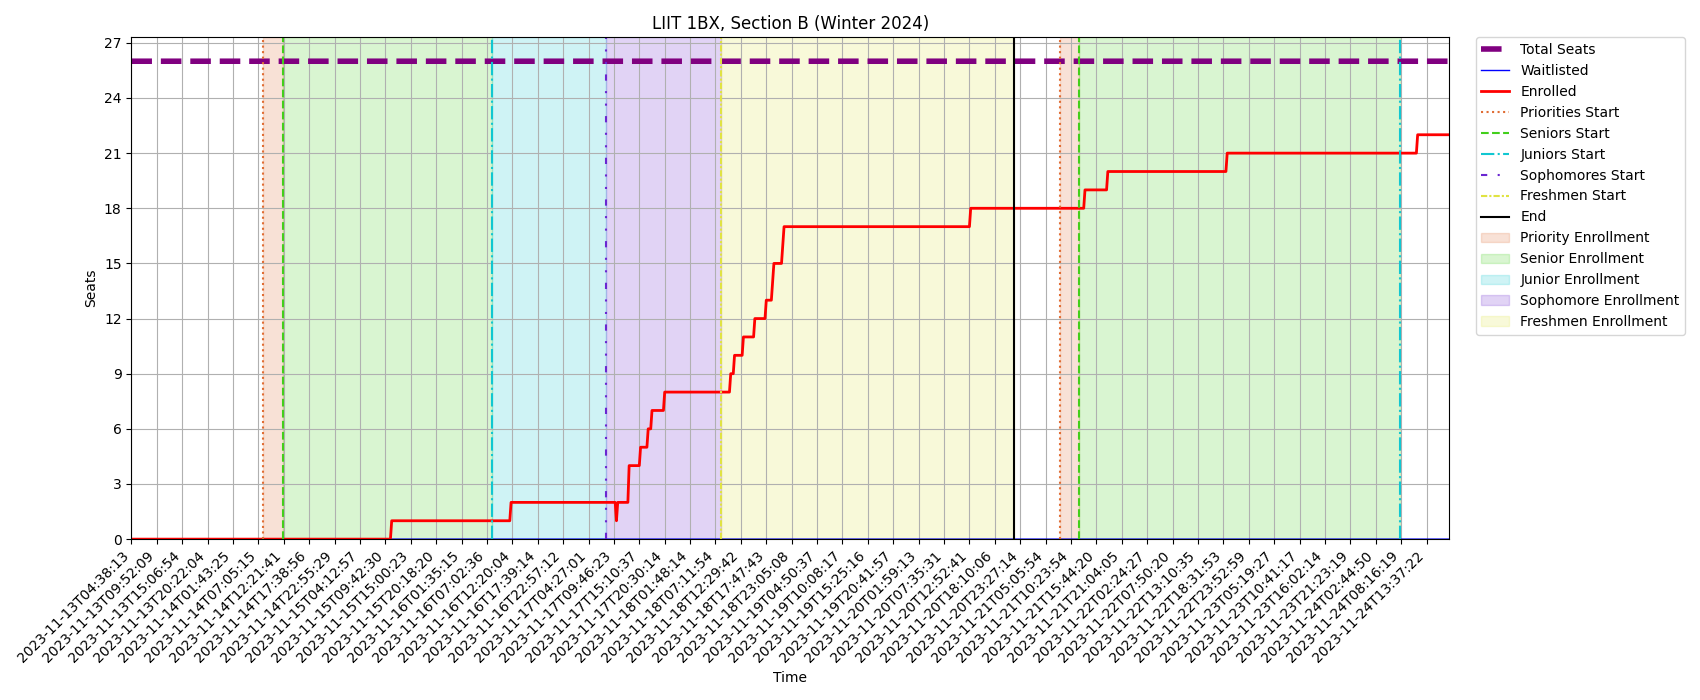 LIIT 1BX, Section B (Winter 2024)
27
24
21
18
15
12
9
6
3
0
Seats
2023-11-13T04:38:13
2023-11-13T09:52:09
2023-11-13T15:06:54
2023-11-13T20:22:04
2023-11-14T01:43:25
2023-11-14T07:05:15
2023-11-14T12:21:41
2023-11-14T17:38:56
2023-11-14T22:55:29
2023-11-15T04:12:57
2023-11-15T09:42:30
2023-11-15T15:00:23
2023-11-15T20:18:20
2023-11-16T01:35:15
2023-11-16T07:02:36
2023-11-16T12:20:04
2023-11-16T17:39:14
2023-11-16T22:57:12
2023-11-17T04:27:01
2023-11-17T09:46:23
2023-11-17T15:10:37
2023-11-17T20:30:14
2023-11-18T01:48:14
2023-11-18T07:11:54
2023-11-18T12:29:42
2023-11-18T17:47:43
2023-11-18T23:05:08
2023-11-19T04:50:37
2023-11-19T10:08:17
2023-11-19T15:25:16
2023-11-19T20:41:57
2023-11-20T01:59:13
2023-11-20T07:35:31
2023-11-20T12:52:41
2023-11-20T18:10:06
2023-11-20T23:27:14
2023-11-21T05:05:54
2023-11-21T10:23:54
2023-11-21T15:44:20
2023-11-21T21:04:05
2023-11-22T02:24:27
2023-11-22T07:50:20
2023-11-22T13:10:35
2023-11-22T18:31:53
2023-11-22T23:52:59
2023-11-23T05:19:27
2023-11-23T10:41:17
2023-11-23T16:02:14
2023-11-23T21:23:19
2023-11-24T02:44:50
2023-11-24T08:16:19
2023-11-24T13:37:22
Time
Total Seats
Waitlisted
Enrolled
Priorities Start
Seniors Start
Juniors Start
Sophomores Start
Freshmen Start
End
Priority Enrollment
Senior Enrollment
Junior Enrollment
Sophomore Enrollment
Freshmen Enrollment